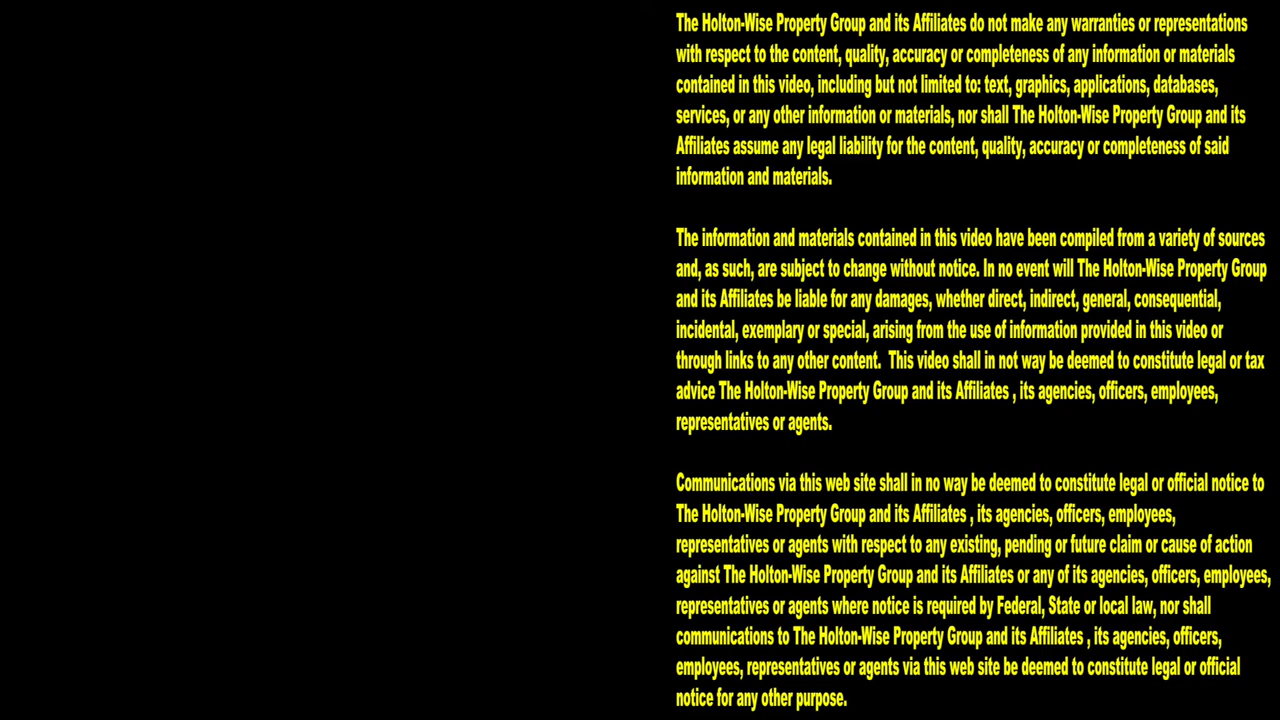 The Holton-Wise Property Group and its Affiliates do not make any warranties or representations
with respect to the content, quality, accuracy or completeness of any information or materials
contained in this video, including but not limited to: text, graphics, applications, databases,
services, or any other information or materials, nor shall The Holton-Wise Property Group and its
Affiliates assume any legal liability for the content, quality, accuracy or completeness of said
information and materials.
The information and materials contained in this video have been compiled from a variety of sources
and, as such, are subject to change without notice. In no event will The Holton-Wise Property Group
and its Affiliates be liable for any damages, whether direct, indirect, general, consequential,
incidental, exemplary or special, arising from the use of information provided in this video or
through links to any other content.  This video shall in not way be deemed to constitute legal or tax
advice The Holton-Wise Property Group and its Affiliates , its agencies, officers, employees,
representatives or agents.
Communications via this web site shall in no way be deemed to constitute legal or official notice to
The Holton-Wise Property Group and its Affiliates , its agencies, officers, employees,
representatives or agents with respect to any existing, pending or future claim or cause of action
against The Holton-Wise Property Group and its Affiliates or any of its agencies, officers, employees,
representatives or agents where notice is required by Federal, State or local law, nor shall
communications to The Holton-Wise Property Group and its Affiliates , its agencies, officers,
employees, representatives or agents via this web site be deemed to constitute legal or official
notice for any other purpose.